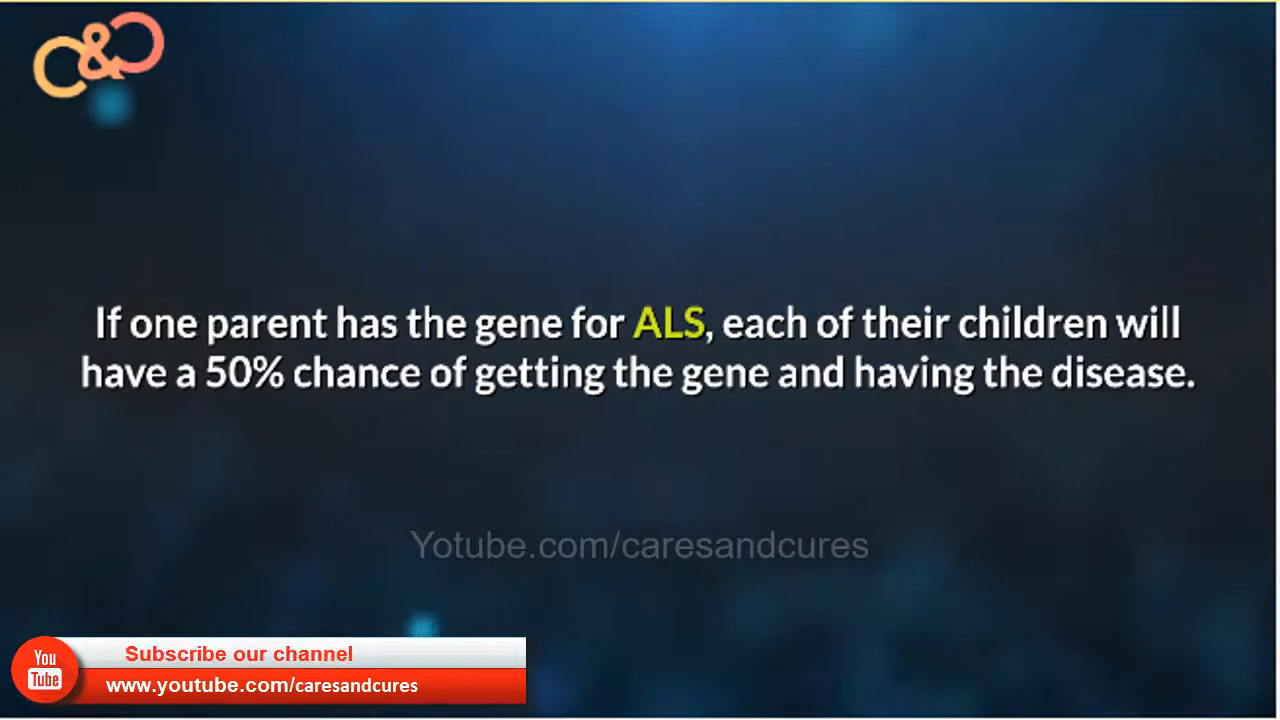 C&C
If one parent has the gene for ALS, each of their children will
have a 50% chance of getting the gene and having the disease.
Yotube.com/caresandcures
You
Tube
Subscribe our channel
www.youtube.com/caresandcures